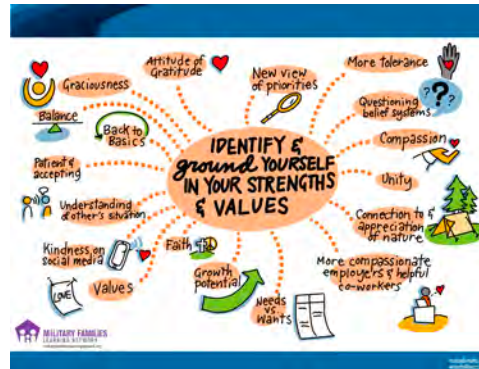 Attitude of
Gratitude
Graciousness
Balance
Back to
Basics
Patient &
accepting
Understanding
of other's situation
Kindness on
social media
LOVE
Values
Faith
Growth
potential
Needs
vs.
Wants
New view
of priorities
More tolerance
Questioning
belief systems
???
Compassion
Unity
Connection to &
appreciation
of nature
More compassionate
employers & helpful
co-workers
IDENTIFY &
ground YOURSELF
IN YOUR STRENGTHS
& VALUES
MILITARY FAMILIES
LEARNING NETWORK